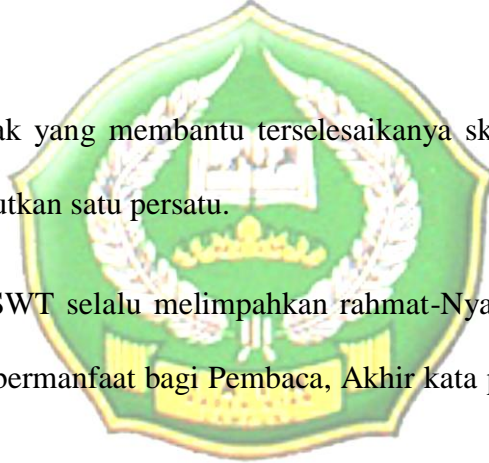 ak yang membantu terselesaikanya sk
utkan satu persatu.
SWT selalu melimpahkan rahmat-Nya
bermanfaat bagi Pembaca, Akhir kata p